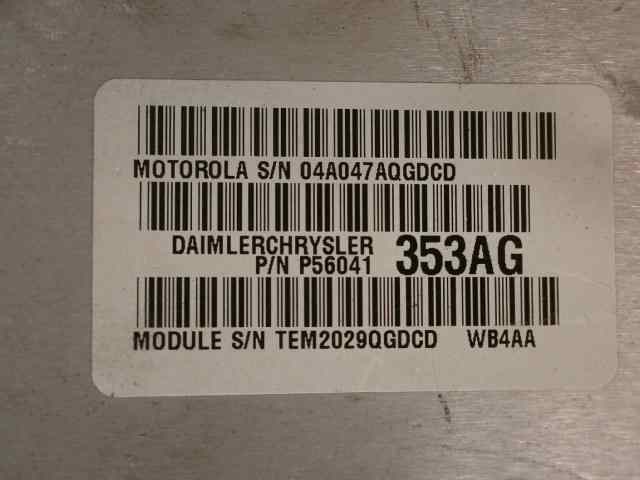 MOTOROLA S/N 04A047AQGDCD
DAIMLERCHRYSLER 353AG
P/N P56041
MODULE S/N TEM2029QGDCD WB4AA